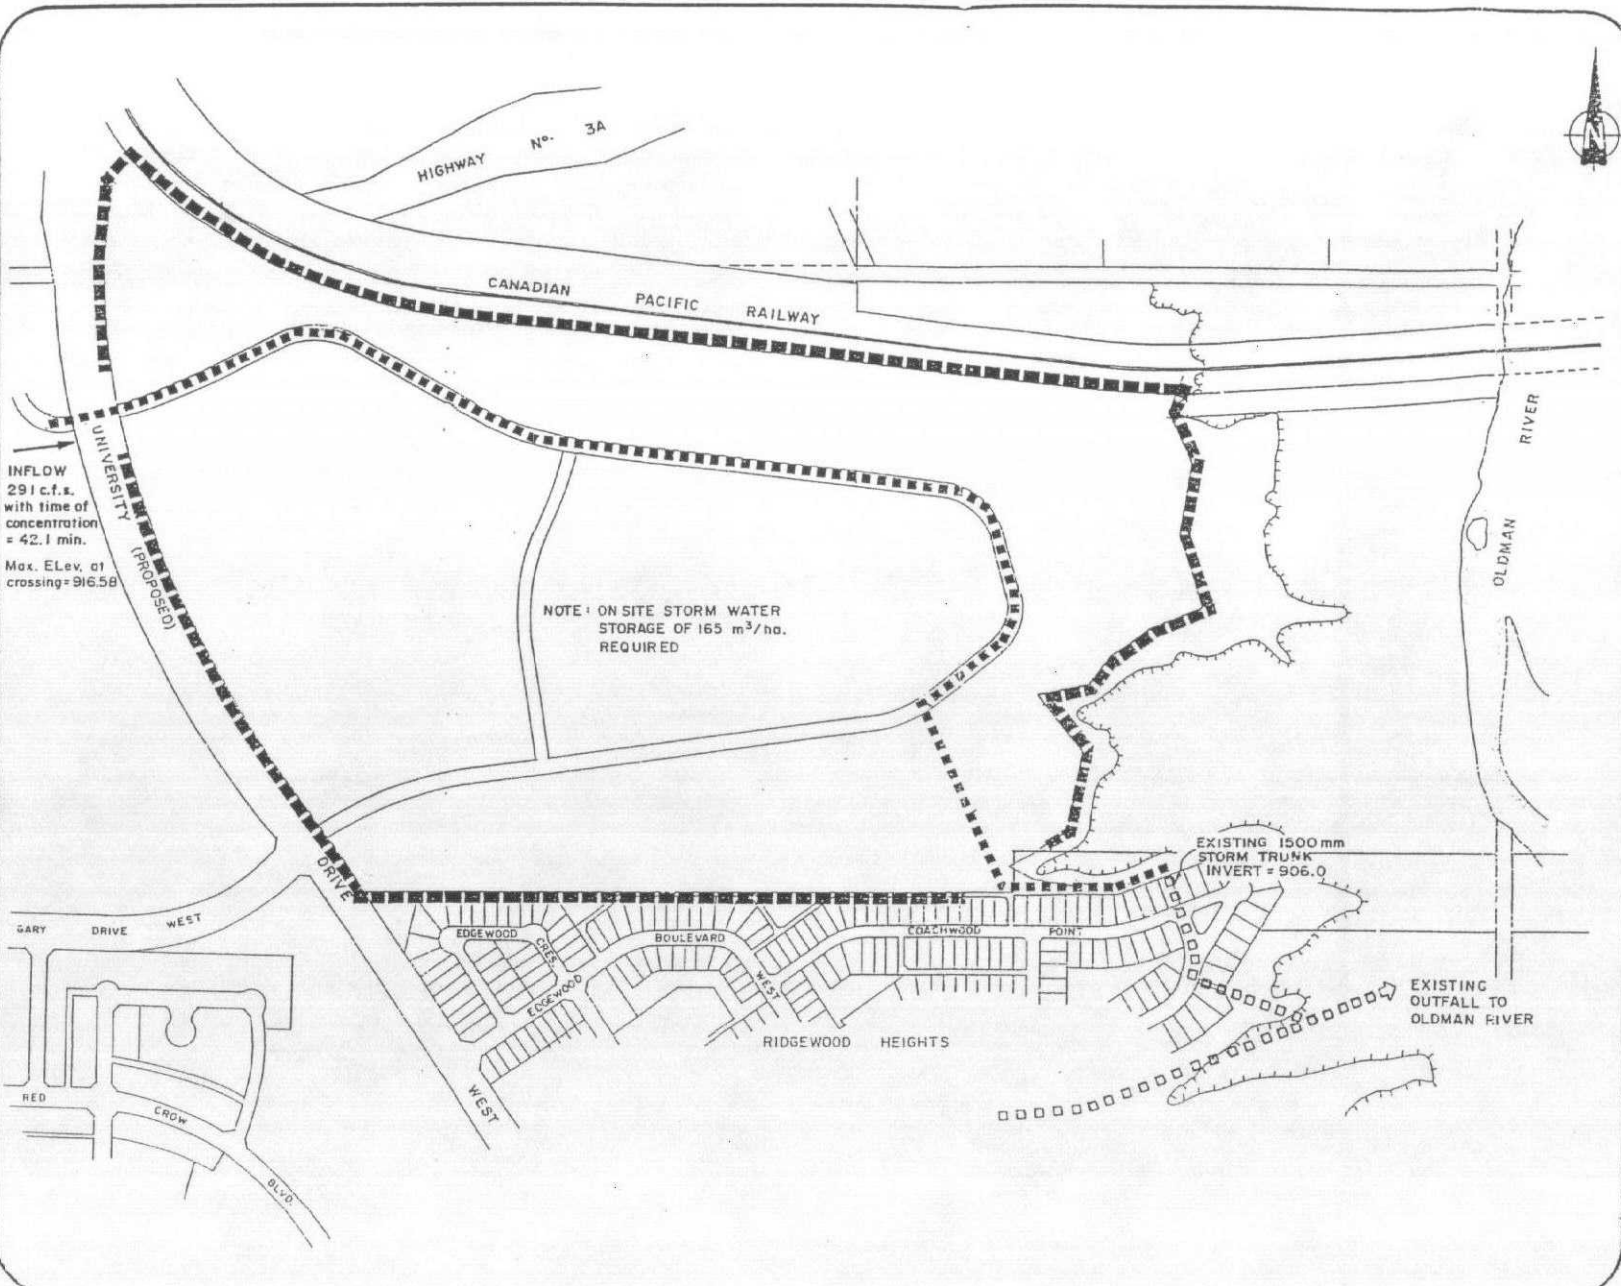 N
HIGHWAY Nº. 3A
CANADIAN PACIFIC RAILWAY
RIVER
OLDMAN
UNIVERSITY
(PROPOSED)
INFLOW
291 c.f.s.
with time of
concentration
= 42.1 min.
Max. ELev. at
crossing=916.58
NOTE: ON SITE STORM WATER
STORAGE OF 165 m³/ha.
REQUIRED
EXISTING 1500mm
STORM TRUNK
INVERT = 906.0
DRIVE
GARY DRIVE WEST
EDGEWOOD
CRES.
BOULEVARD
COACHWOOD POINT
EDGEWOOD
WEST
RIDGEWOOD HEIGHTS
EXISTING
OUTFALL TO
OLDMAN RIVER
WEST
RED
CROW
BLVD.